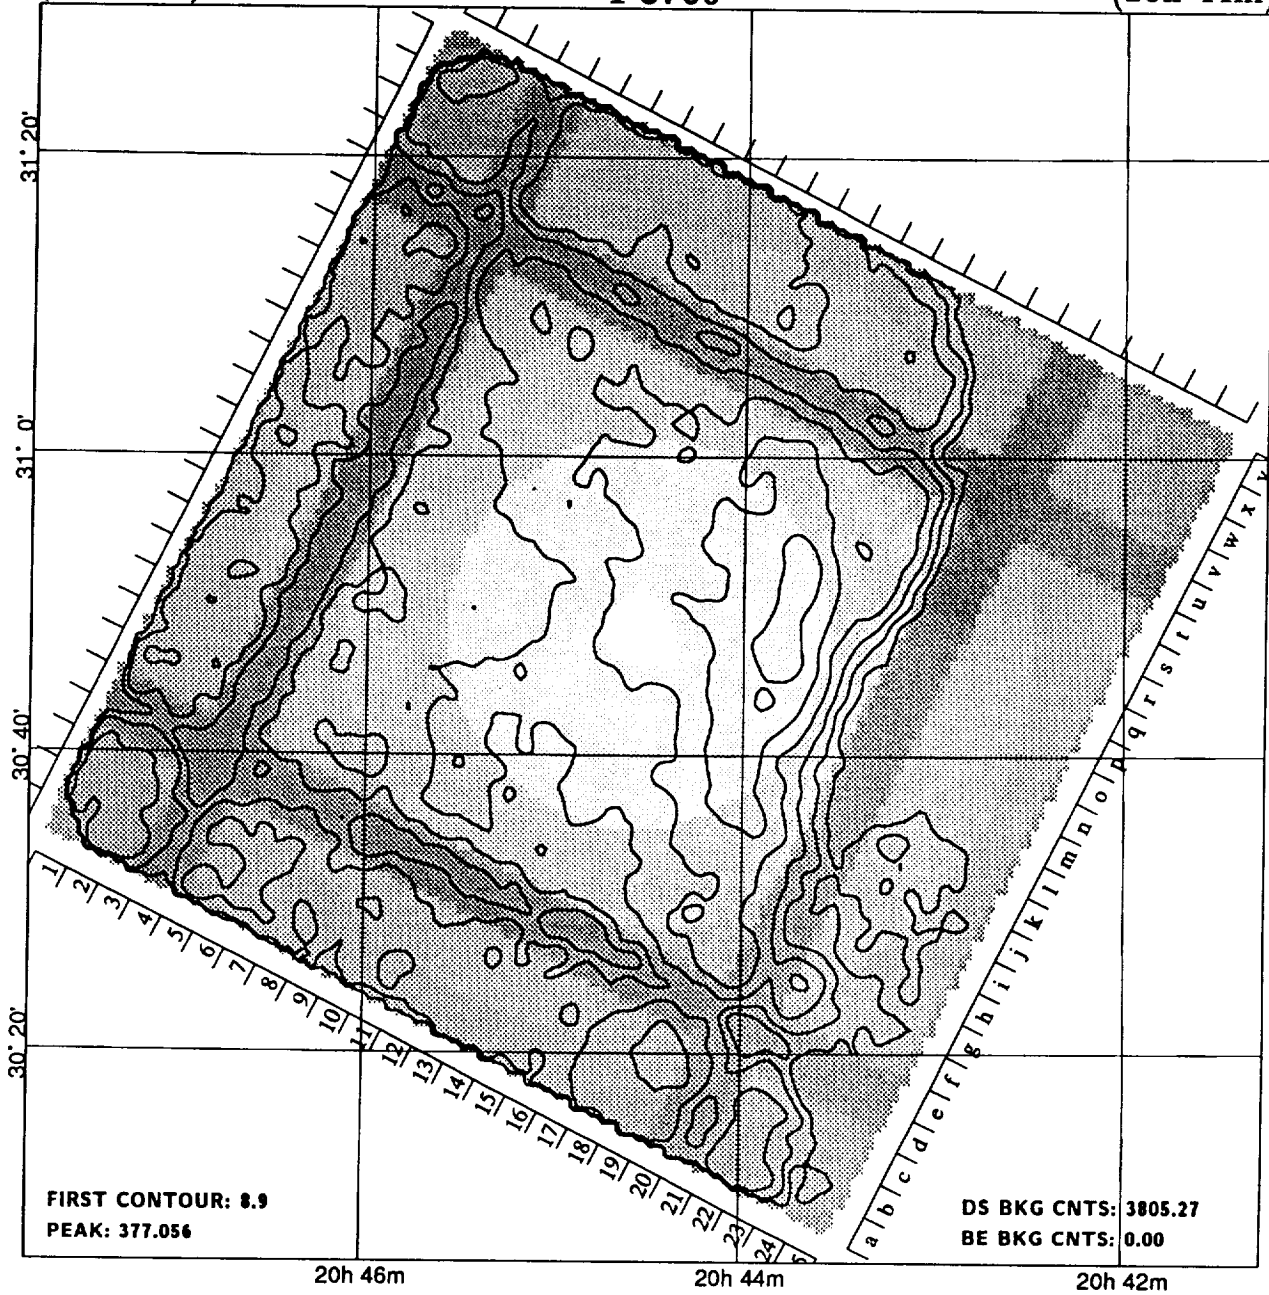 31° 20'
31° 0'
30° 40'
30° 20'
1 2 3 4 5 6 7 8 9 10 11 12 13 14 15 16 17 18 19 20 21 22 23 24
a b c d e f g h i j k l m n o p q r s t u v w x
FIRST CONTOUR: 8.9
PEAK: 377.056
DS BKG CNTS: 3805.27
BE BKG CNTS: 0.00
20h 46m
20h 44m
20h 42m